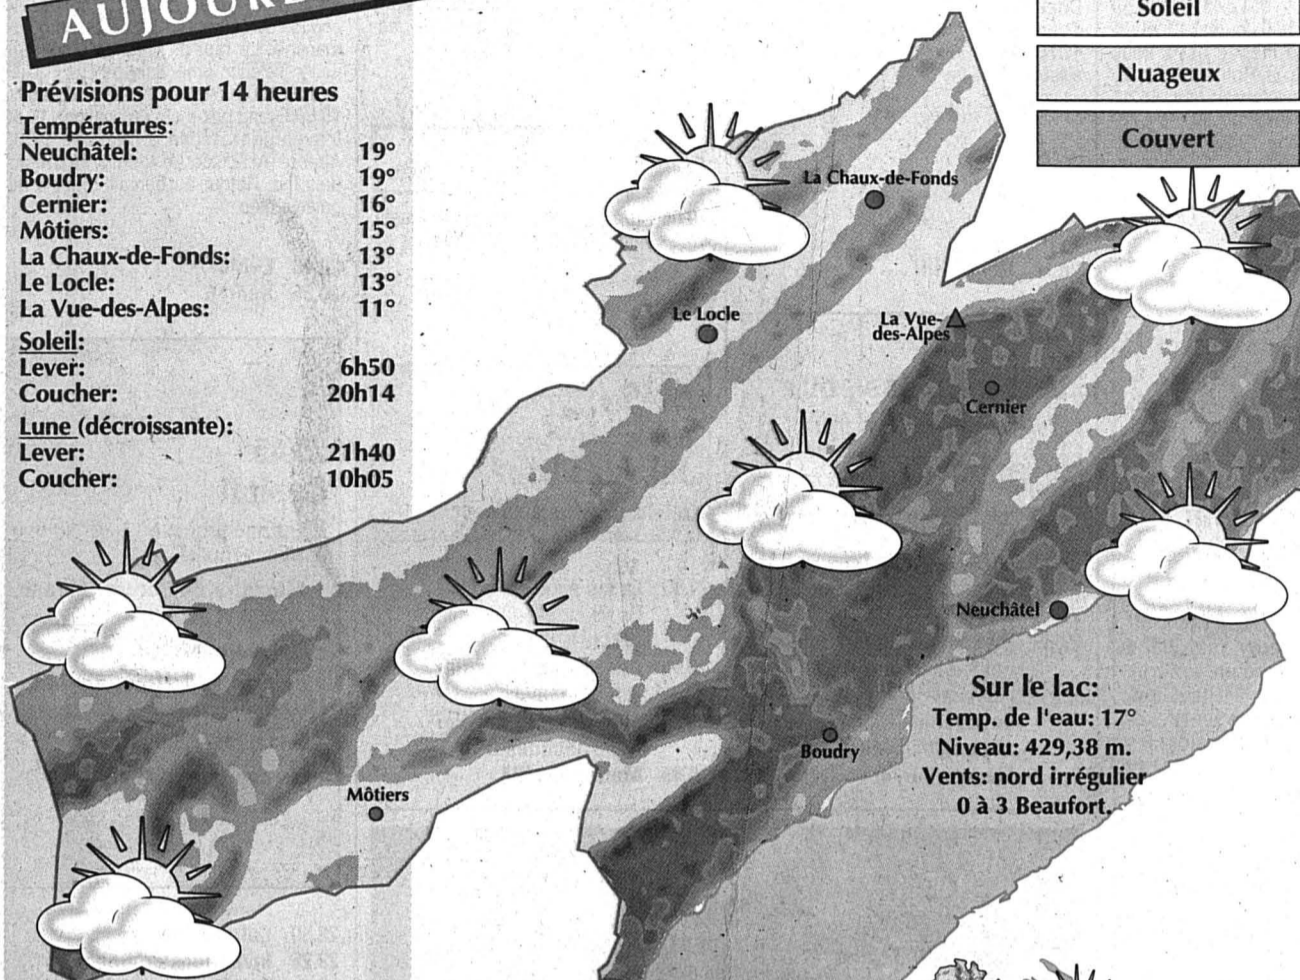 Prévisions pour 14 heures
Températures:
Neuchâtel: 19°
Boudry: 19°
Cernier: 16°
Môtiers: 15°
La Chaux-de-Fonds: 13°
Le Locle: 13°
La Vue-des-Alpes: 11°
Soleil:
Lever: 6h50
Coucher: 20h14
Lune (décroissante):
Lever: 21h40
Coucher: 10h05
Soleil
Nuageux
Couvert
La Chaux-de-Fonds
Le Locle
La Vue-
des-Alpes
Cernier
Neuchâtel
Boudry
Môtiers
Sur le lac:
Temp. de l'eau: 17°
Niveau: 429,38 m.
Vents: nord irrégulier
0 à 3 Beaufort.